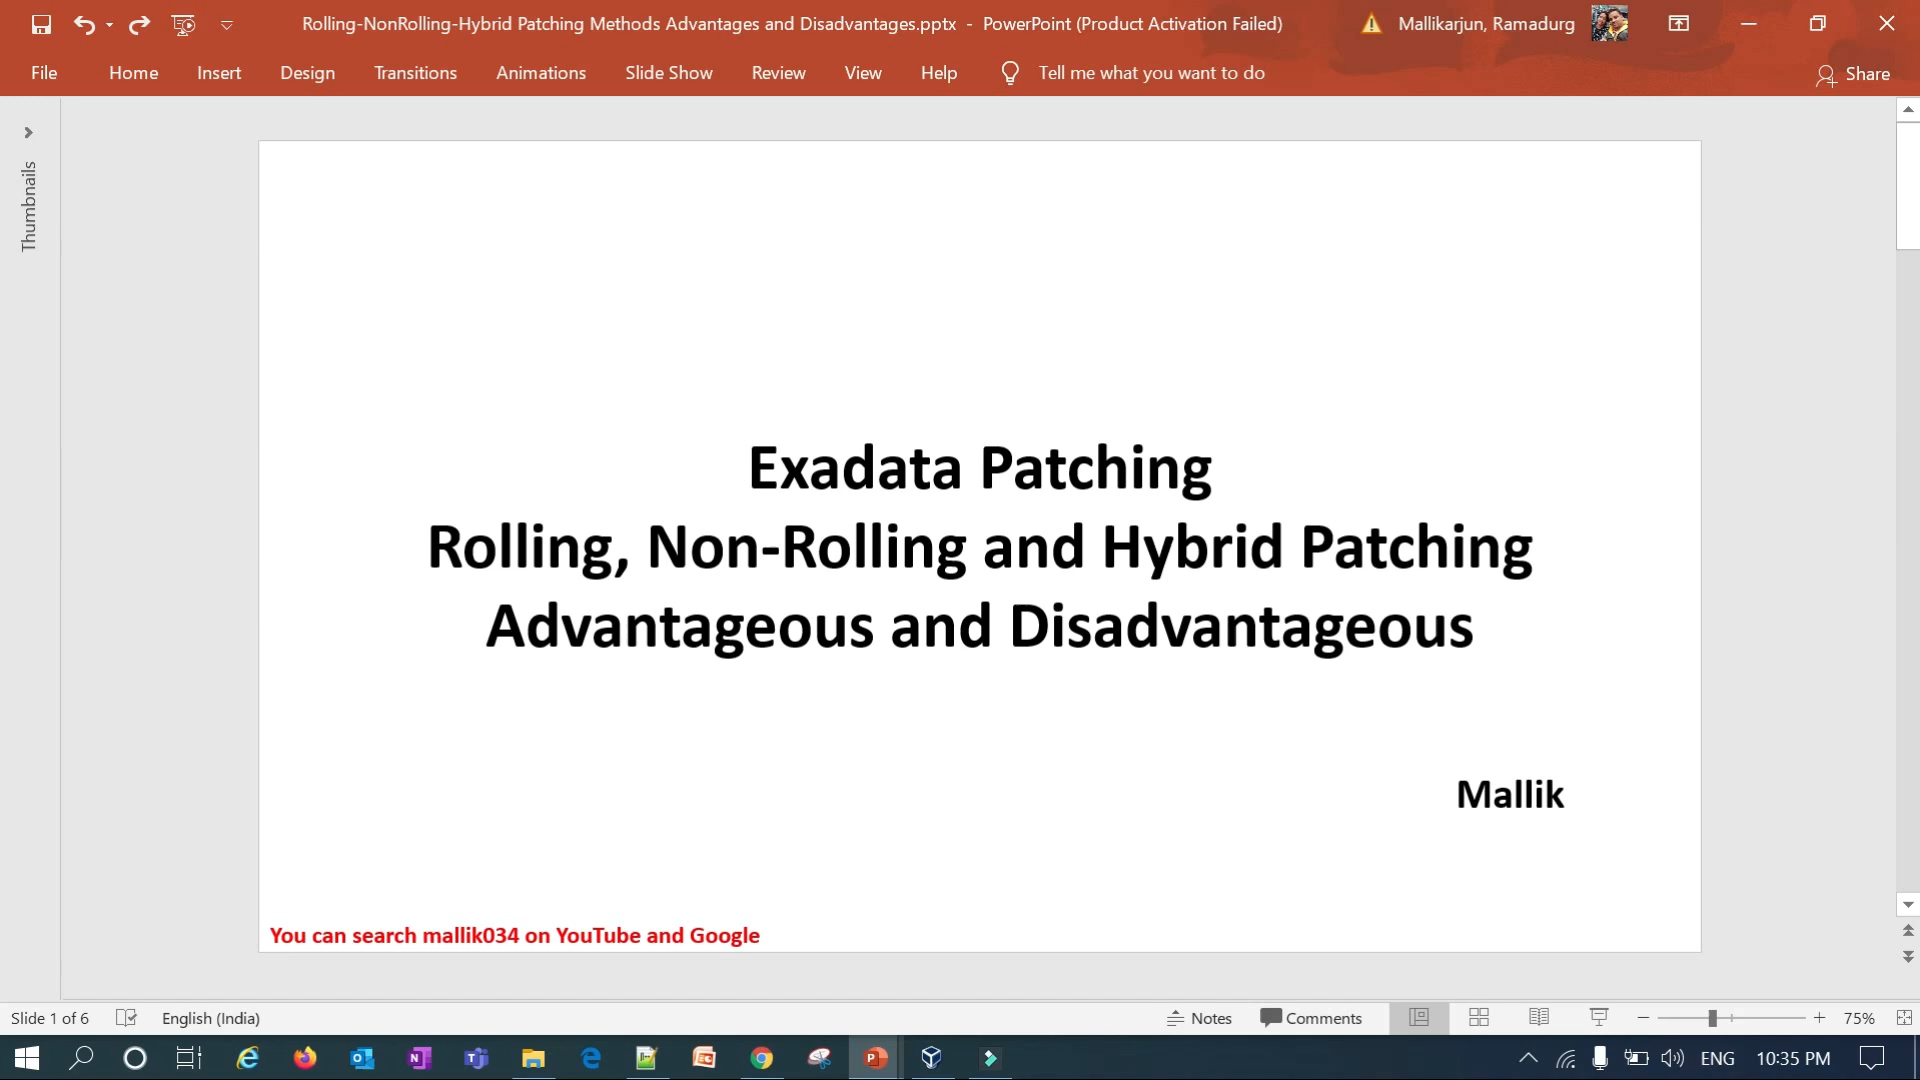 Rolling-NonRolling-Hybrid Patching Methods Advantages and Disadvantages.pptx - PowerPoint (Product Activation Failed)
Mallikarjun, Ramadurg
File Home Insert Design Transitions Animations Slide Show Review View Help Tell me what you want to do Share
Thumbnails
Exadata Patching
Rolling, Non-Rolling and Hybrid Patching
Advantageous and Disadvantageous
Mallik
You can search mallik034 on YouTube and Google
Slide 1 of 6 English (India) Notes Comments 75%
ENG 10:35 PM